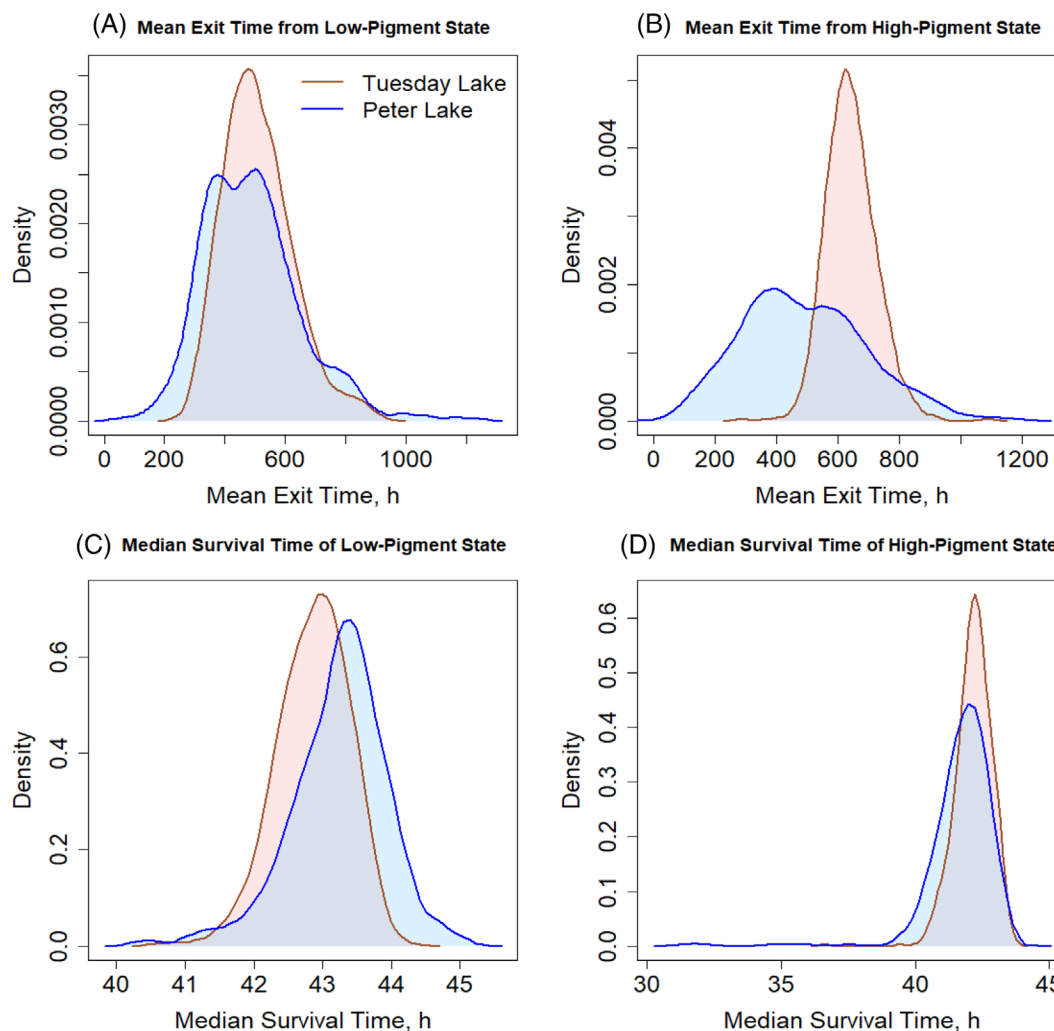 (A) Mean Exit Time from Low-Pigment State
Density
0.0000 0.0010 0.0020 0.0030
Tuesday Lake
Peter Lake
0 200 600 1000
Mean Exit Time, h
(B) Mean Exit Time from High-Pigment State
Density
0.000 0.002 0.004
0 200 400 600 800 1200
Mean Exit Time, h
(C) Median Survival Time of Low-Pigment State
Density
0.0 0.2 0.4 0.6
40 41 42 43 44 45
Median Survival Time, h
(D) Median Survival Time of High-Pigment State
Density
0.0 0.1 0.2 0.3 0.4 0.5 0.6
30 35 40 45
Median Survival Time, h